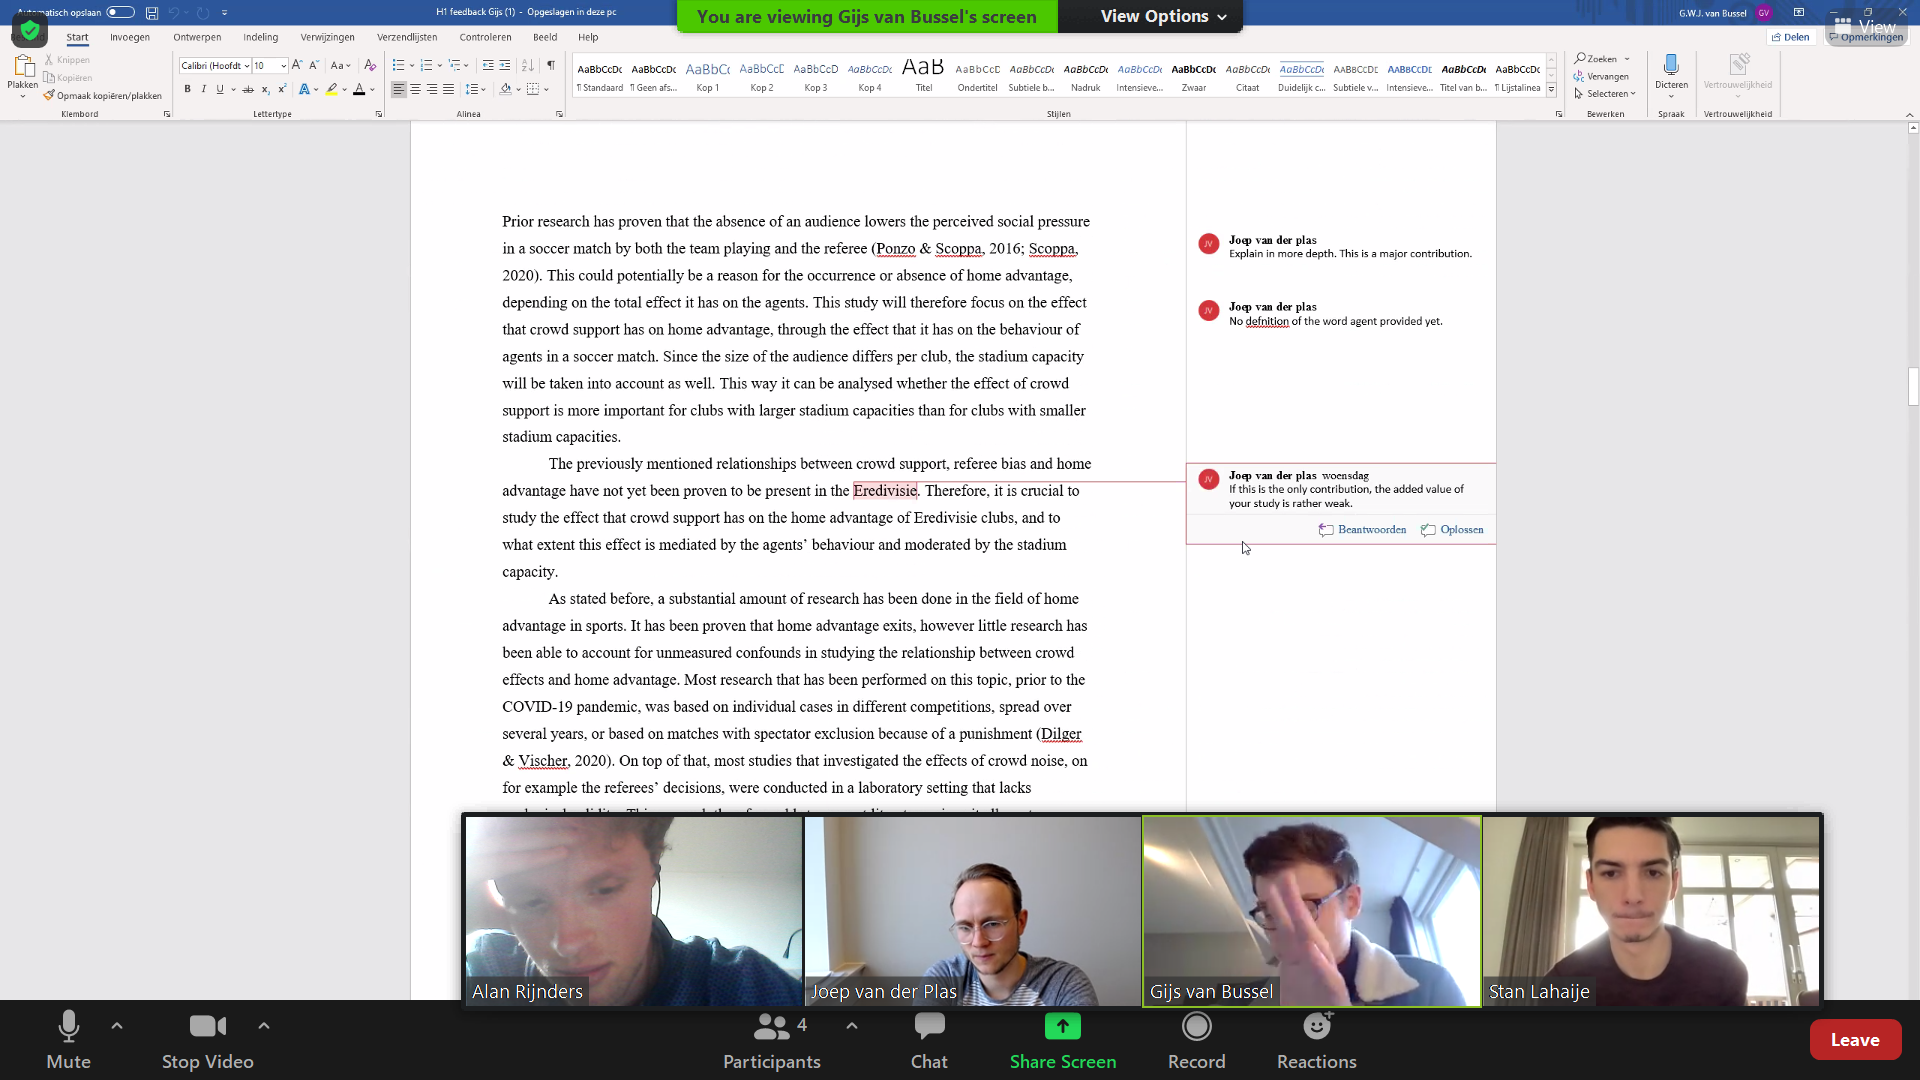 Automatisch opslaan
H1 feedback Gijs (1) - Opgeslagen in deze pc
You are viewing Gijs van Bussel's screen
View Options
G.W.J. van Bussel
GV
View
Start
Invoegen
Ontwerpen
Indeling
Verwijzingen
Verzendlijsten
Controleren
Beeld
Help
Delen
Opmerkingen
Plakken
Knippen
Kopiëren
Opmaak kopiëren/plakken
Klembord
Calibri (Hoofdt
10
Lettertype
Alinea
AaBbCcDc
AaBbCcDc
AaBbC(
AaBbCcE
AaBbCcD
AaBbCcDc
AaB
AaBbCcD
AaBbCcDc
AaBbCcDc
AaBbCcDc
AaBbCcDc
AaBbCcDc
AaBbCcDc
AABBCCDE
AABBCCDE
AaBbCcDc
AaBbCcDc
¶ Standaard
¶ Geen afs...
Kop 1
Kop 2
Kop 3
Kop 4
Titel
Ondertitel
Subtiele b...
Nadruk
Intensieve...
Zwaar
Citaat
Duidelijk c...
Subtiele v...
Intensieve...
Titel van b...
¶ Lijstalinea
Stijlen
Zoeken
Vervangen
Selecteren
Bewerken
Dicteren
Spraak
Vertrouwelijkheid
Vertrouwelijkheid
Prior research has proven that the absence of an audience lowers the perceived social pressure
in a soccer match by both the team playing and the referee (Ponzo & Scoppa, 2016; Scoppa,
2020). This could potentially be a reason for the occurrence or absence of home advantage,
depending on the total effect it has on the agents. This study will therefore focus on the effect
that crowd support has on home advantage, through the effect that it has on the behaviour of
agents in a soccer match. Since the size of the audience differs per club, the stadium capacity
will be taken into account as well. This way it can be analysed whether the effect of crowd
support is more important for clubs with larger stadium capacities than for clubs with smaller
stadium capacities.
The previously mentioned relationships between crowd support, referee bias and home
advantage have not yet been proven to be present in the Eredivisie. Therefore, it is crucial to
study the effect that crowd support has on the home advantage of Eredivisie clubs, and to
what extent this effect is mediated by the agents' behaviour and moderated by the stadium
capacity.
As stated before, a substantial amount of research has been done in the field of home
advantage in sports. It has been proven that home advantage exits, however little research has
been able to account for unmeasured confounds in studying the relationship between crowd
effects and home advantage. Most research that has been performed on this topic, prior to the
COVID-19 pandemic, was based on individual cases in different competitions, spread over
several years, or based on matches with spectator exclusion because of a punishment (Dilger
& Vischer, 2020). On top of that, most studies that investigated the effects of crowd noise, on
for example the referees' decisions, were conducted in a laboratory setting that lacks
JV
Joep van der plas
Explain in more depth. This is a major contribution.
JV
Joep van der plas
No defnition of the word agent provided yet.
JV
Joep van der plas woensdag
If this is the only contribution, the added value of
your study is rather weak.
Beantwoorden
Oplossen
Alan Rijnders
Joep van der Plas
Gijs van Bussel
Stan Lahaije
Mute
Stop Video
4
Participants
Chat
Share Screen
Record
Reactions
Leave